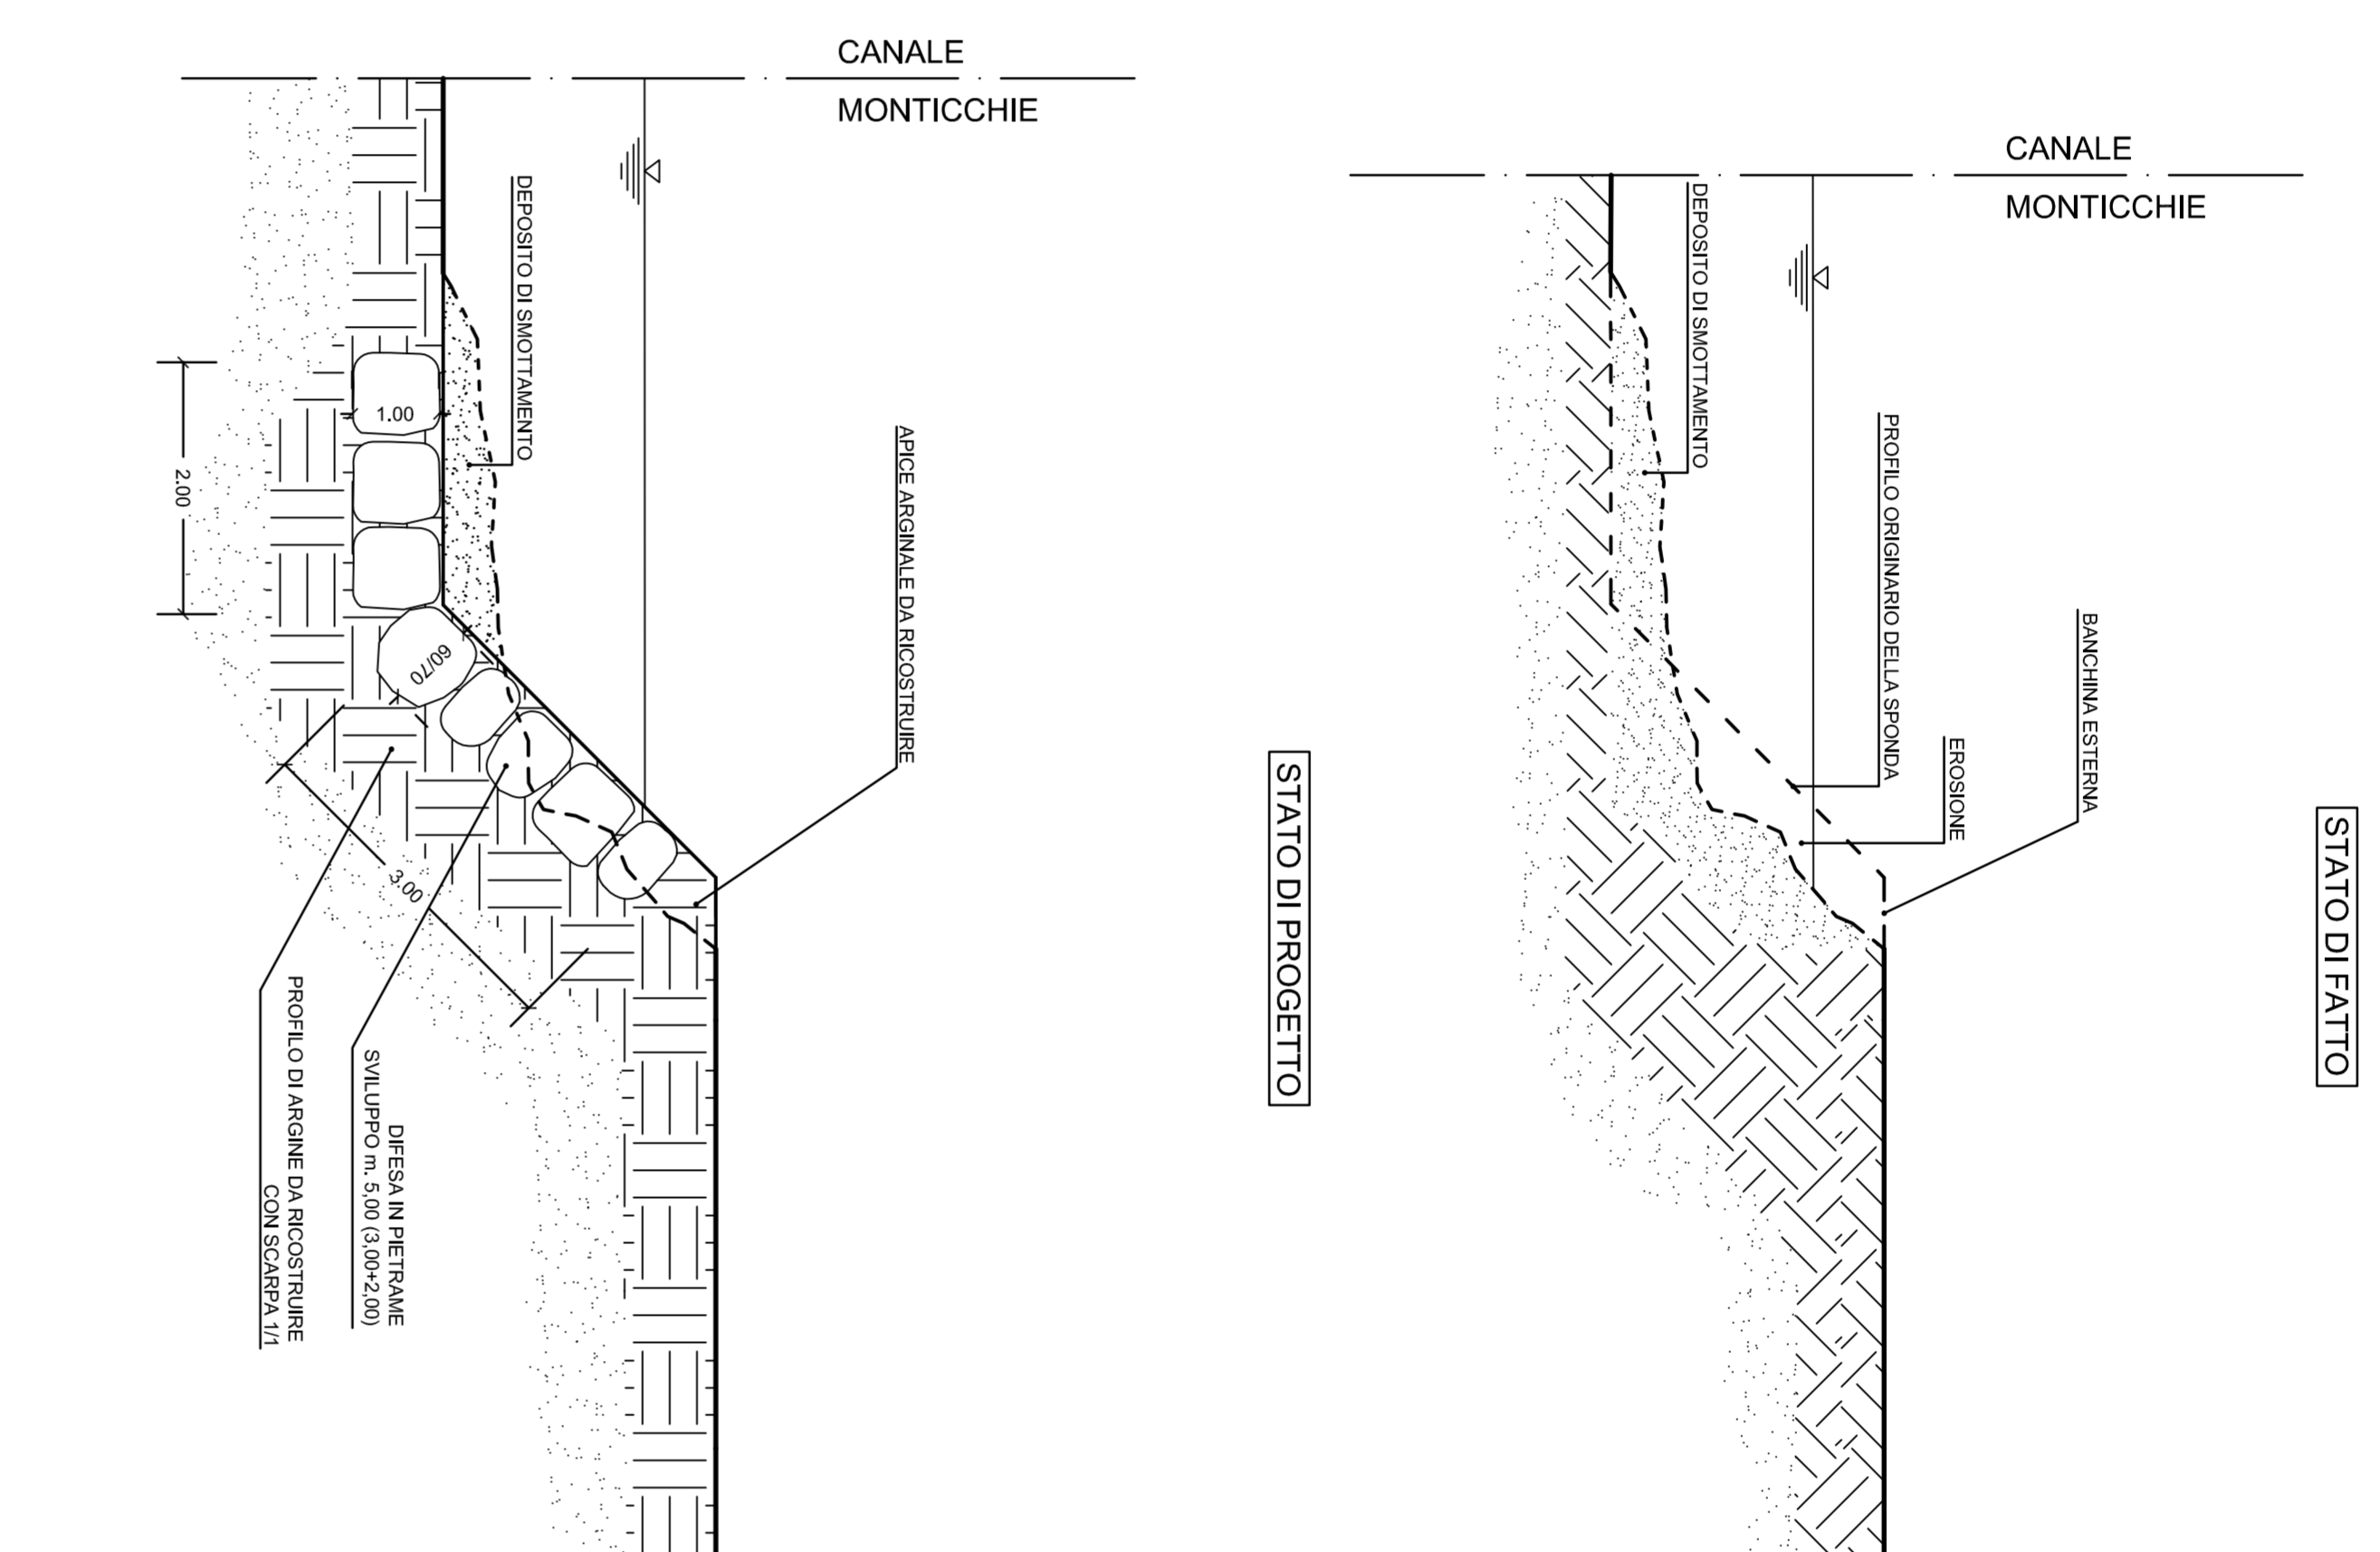 STATO DI FATTO
CANALE
MONTICCHIE
DEPOSITO DI SMOTTAMENTO
PROFILO ORIGINARIO DELLA SPONDA
EROSIONE
BANCHINA ESTERNA
STATO DI PROGETTO
CANALE
MONTICCHIE
DEPOSITO DI SMOTTAMENTO
APICE ARGINALE DA RICOSTRUIRE
1.00
2.00
60/70
3.00
DIFESA IN PIETRAME
SVILUPPO m. 5,00 (3,00+2,00)
PROFILO DI ARGINE DA RICOSTRUIRE
CON SCARPA 1/1